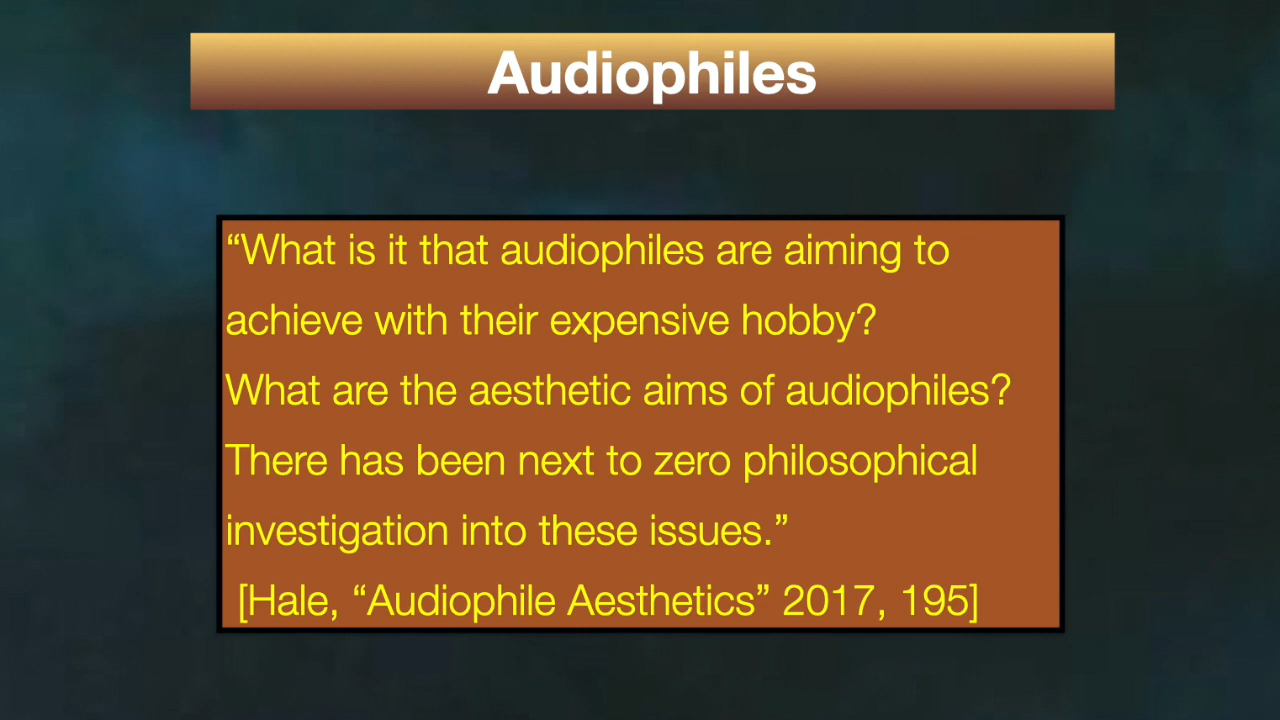 Audiophiles
“What is it that audiophiles are aiming to
achieve with their expensive hobby?
What are the aesthetic aims of audiophiles?
There has been next to zero philosophical
investigation into these issues.”
[Hale, “Audiophile Aesthetics” 2017, 195]